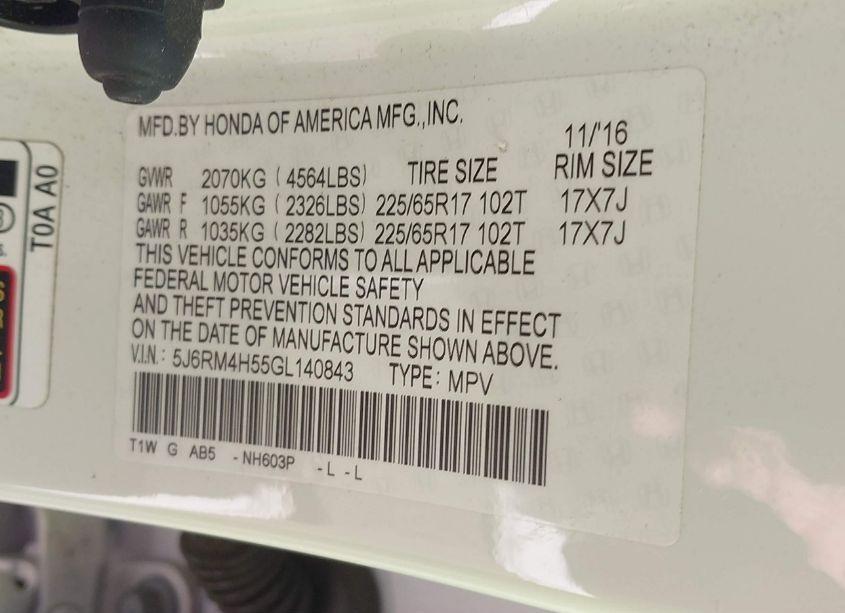 MFD.BY HONDA OF AMERICA MFG.,INC.
11/'16
GVWR 2070KG ( 4564LBS) TIRE SIZE RIM SIZE
GAWR F 1055KG ( 2326LBS) 225/65R17 102T 17X7J
GAWR R 1035KG ( 2282LBS) 225/65R17 102T 17X7J
THIS VEHICLE CONFORMS TO ALL APPLICABLE
FEDERAL MOTOR VEHICLE SAFETY
AND THEFT PREVENTION STANDARDS IN EFFECT
ON THE DATE OF MANUFACTURE SHOWN ABOVE.
V.I.N.: 5J6RM4H55GL140843 TYPE: MPV
T1W G AB5 -NH603P -L -L
T0A A0